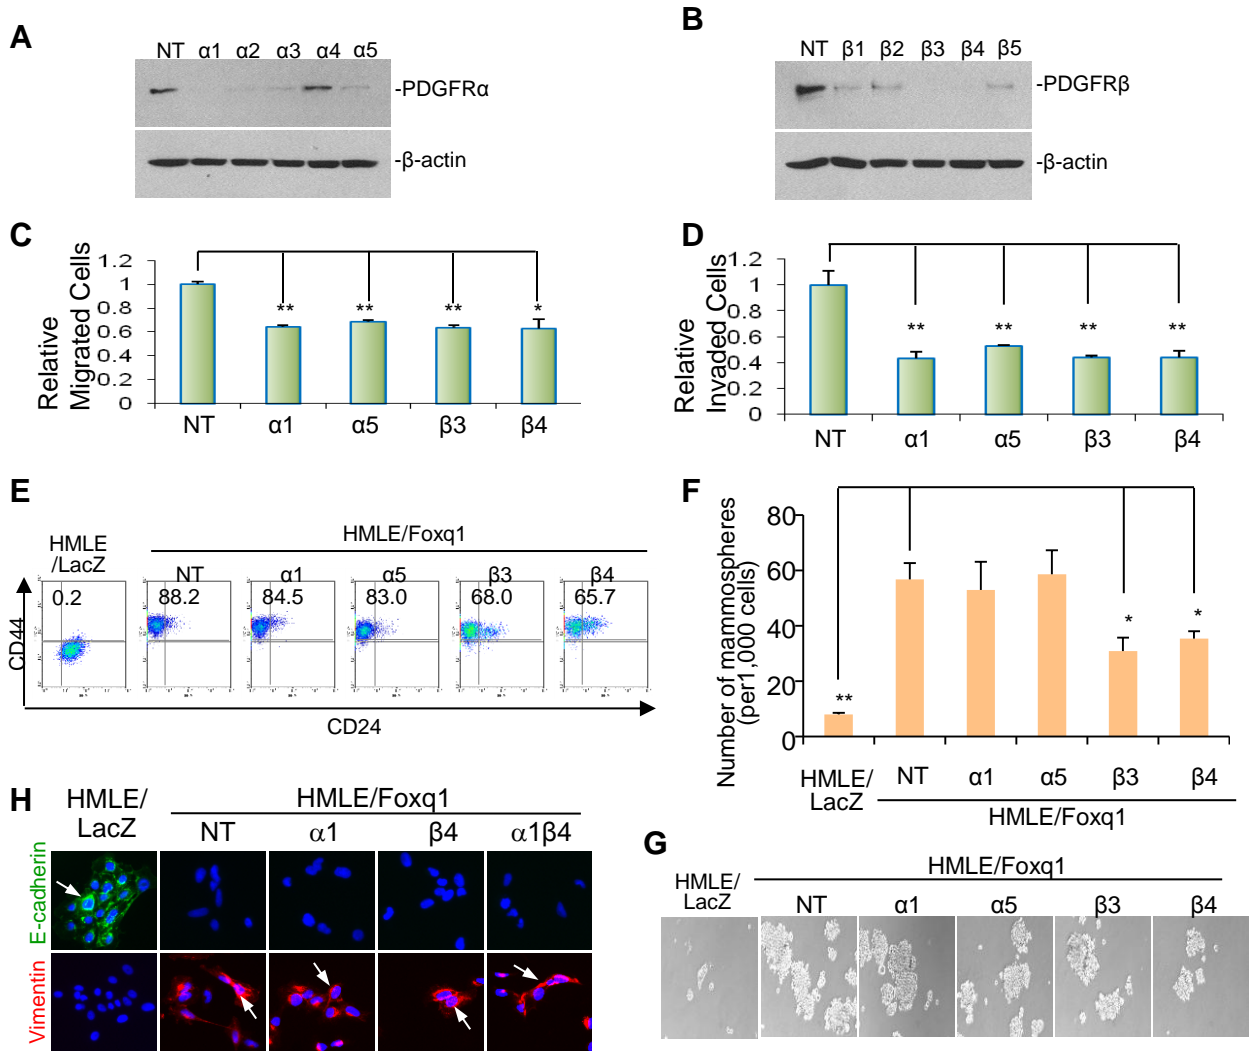 A
NT α1 α2 α3 α4 α5
-PDGFRα
-β-actin
B
NT β1 β2 β3 β4 β5
-PDGFRβ
-β-actin
C
Relative
Migrated Cells
1.2
1
0.8
0.6
0.4
0.2
0
** ** ** *
NT α1 α5 β3 β4
D
Relative
Invaded Cells
1.2
1
0.8
0.6
0.4
0.2
0
** ** ** **
NT α1 α5 β3 β4
E
HMLE
/LacZ
HMLE/Foxq1
NT α1 α5 β3 β4
0.2 88.2 84.5 83.0 68.0 65.7
CD44
CD24
F
Number of mammospheres
(per1,000 cells)
80
60
40
20
0
** * *
HMLE/
LacZ
NT α1 α5 β3 β4
HMLE/Foxq1
H
HMLE/
LacZ
HMLE/Foxq1
NT α1 β4 α1β4
E-cadherin
Vimentin
G
HMLE/
LacZ
HMLE/Foxq1
NT α1 α5 β3 β4